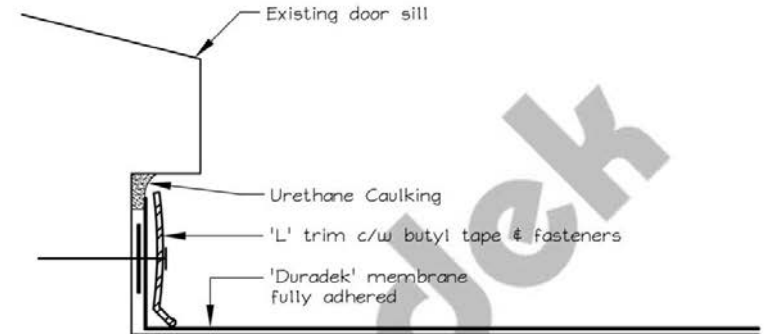 Existing door sill
Urethane Caulking
'L' trim c/w butyl tape & fasteners
'Duradek' membrane
fully adhered
dek